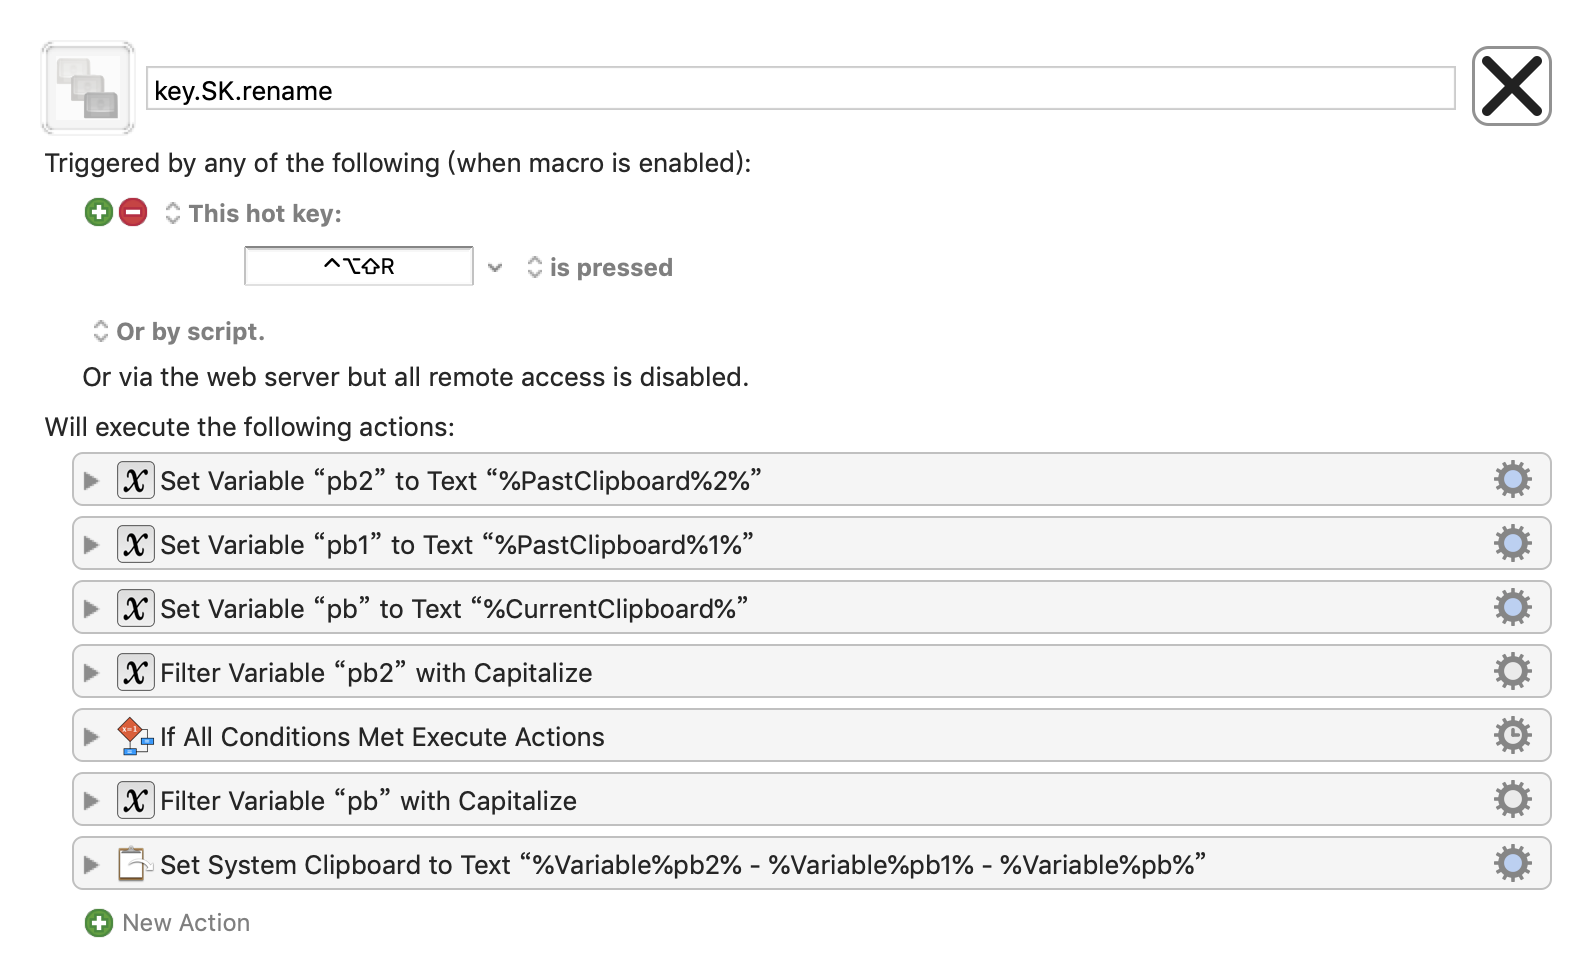 key.SK.rename
Triggered by any of the following (when macro is enabled):
This hot key:
^⌥⇧R is pressed
Or by script.
Or via the web server but all remote access is disabled.
Will execute the following actions:
Set Variable “pb2” to Text “%PastClipboard%2%”
Set Variable “pb1” to Text “%PastClipboard%1%”
Set Variable “pb” to Text “%CurrentClipboard%”
Filter Variable “pb2” with Capitalize
If All Conditions Met Execute Actions
Filter Variable “pb” with Capitalize
Set System Clipboard to Text “%Variable%pb2% - %Variable%pb1% - %Variable%pb%”
New Action